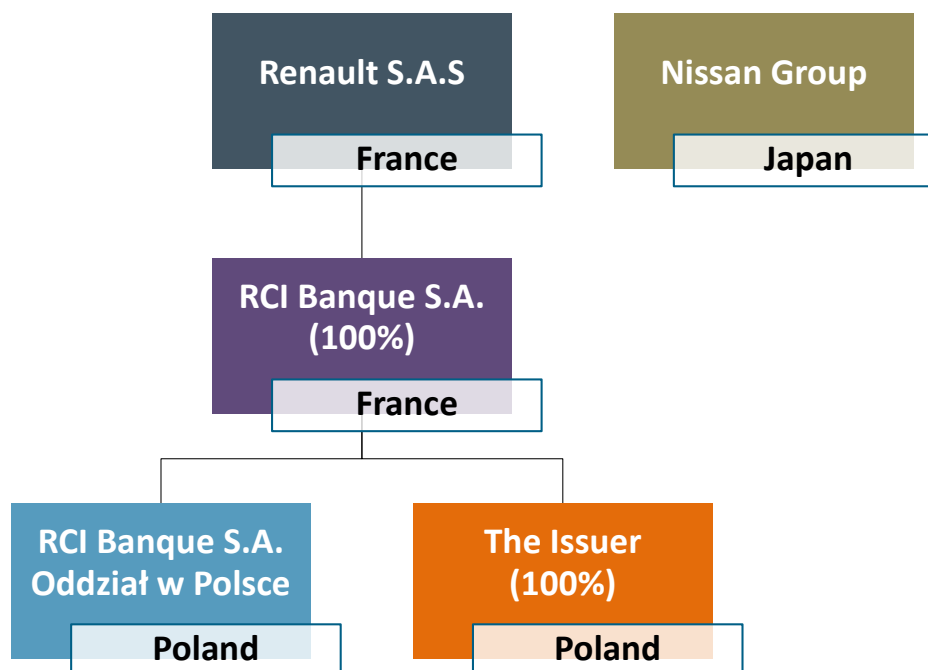 Renault S.A.S
France
Nissan Group
Japan
RCI Banque S.A.
(100%)
France
RCI Banque S.A.
Oddział w Polsce
Poland
The Issuer
(100%)
Poland